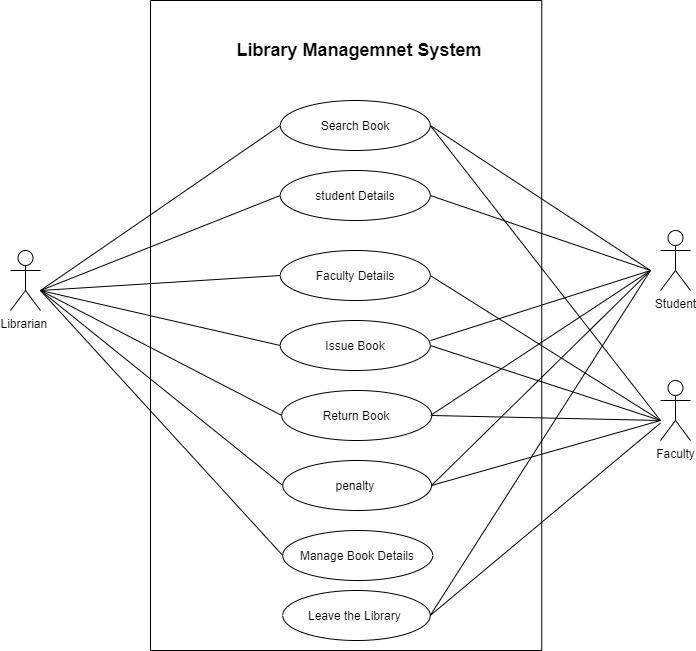 Library Managemnet System
Search Book
student Details
Faculty Details
Issue Book
Return Book
penalty
Manage Book Details
Leave the Library
Librarian
Student
Faculty